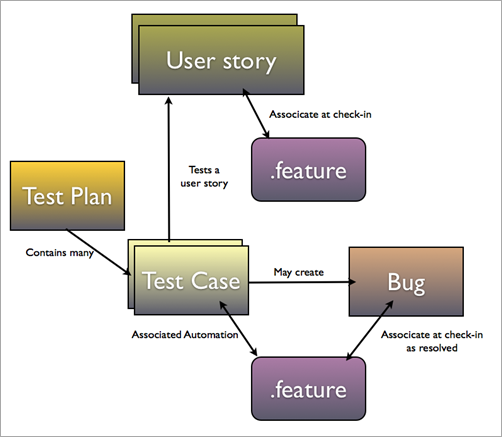 User story
Associcate at check-in
.feature
Tests a
user story
Test Plan
Contains many
Test Case
May create
Bug
Associated Automation
Associcate at check-in
as resolved
.feature